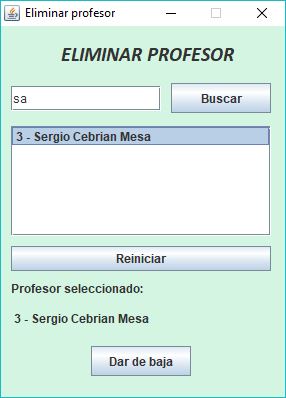 Eliminar profesor
ELIMINAR PROFESOR
sa
Buscar
3 - Sergio Cebrian Mesa
Reiniciar
Profesor seleccionado:
3 - Sergio Cebrian Mesa
Dar de baja